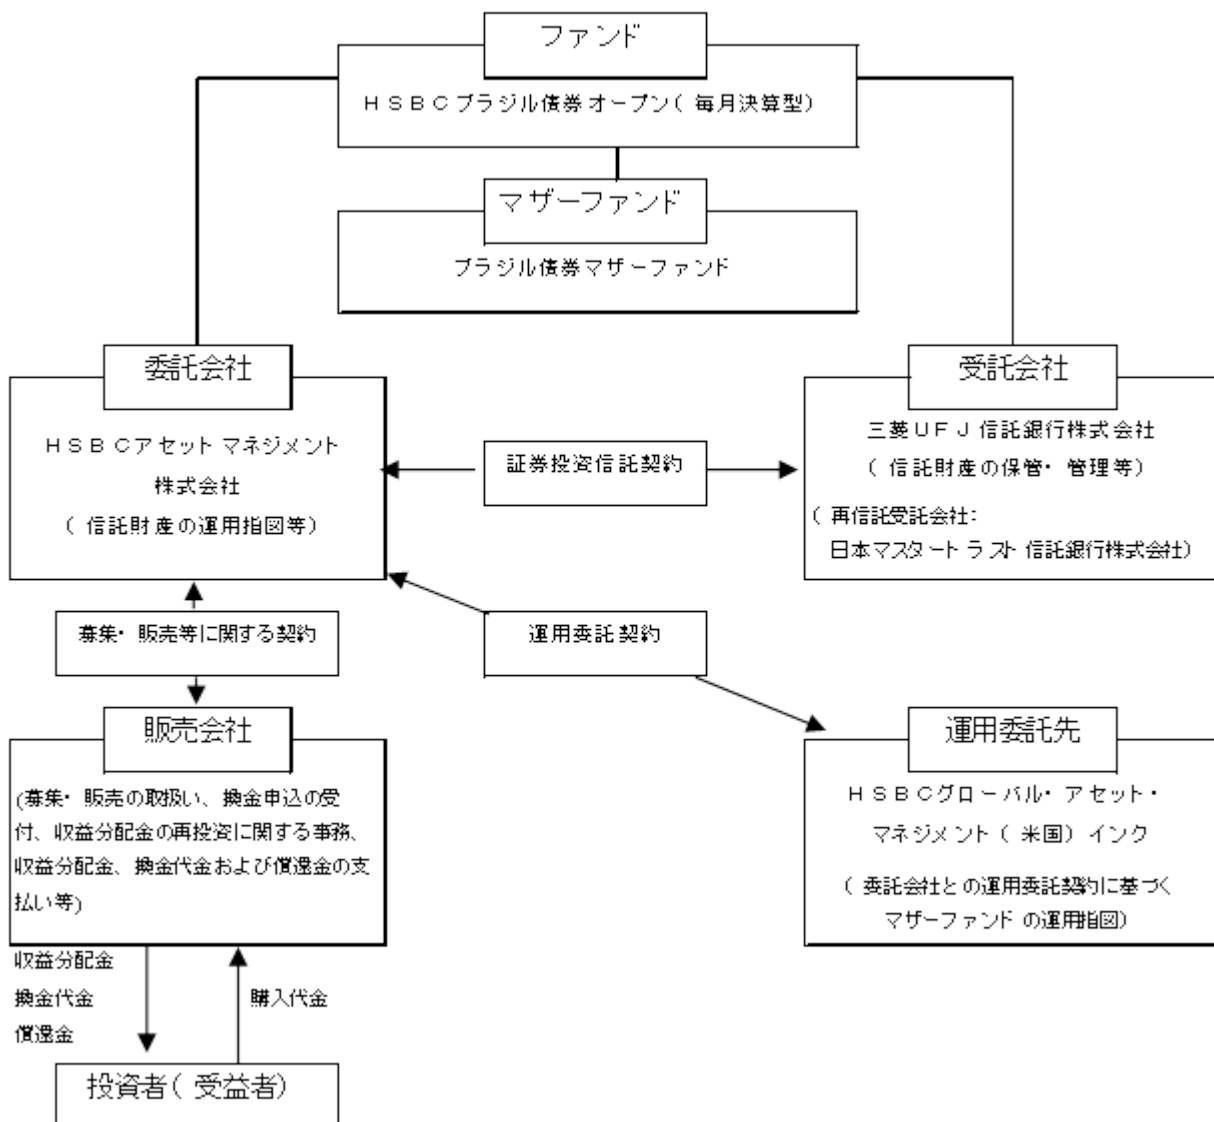 ファンド
ＨＳＢＣブラジル債券オープン（毎月決算型）
マザーファンド
ブラジル債券マザーファンド
委託会社
ＨＳＢＣアセットマネジメント
株式会社
（信託財産の運用指図等）
証券投資信託契約
受託会社
三菱ＵＦＪ信託銀行株式会社
（信託財産の保管・管理等）
（再信託受託会社：
日本マスタートラスト信託銀行株式会社）
募集・販売等に関する契約
運用委託契約
販売会社
(募集・販売の取扱い、換金申込の受
付、収益分配金の再投資に関する事務、
収益分配金、換金代金および償還金の支
払い等)
運用委託先
ＨＳＢＣグローバル・アセット・
マネジメント（米国）インク
（委託会社との運用委託契約に基づく
マザーファンドの運用指図）
収益分配金
換金代金
償還金
購入代金
投資者（受益者）